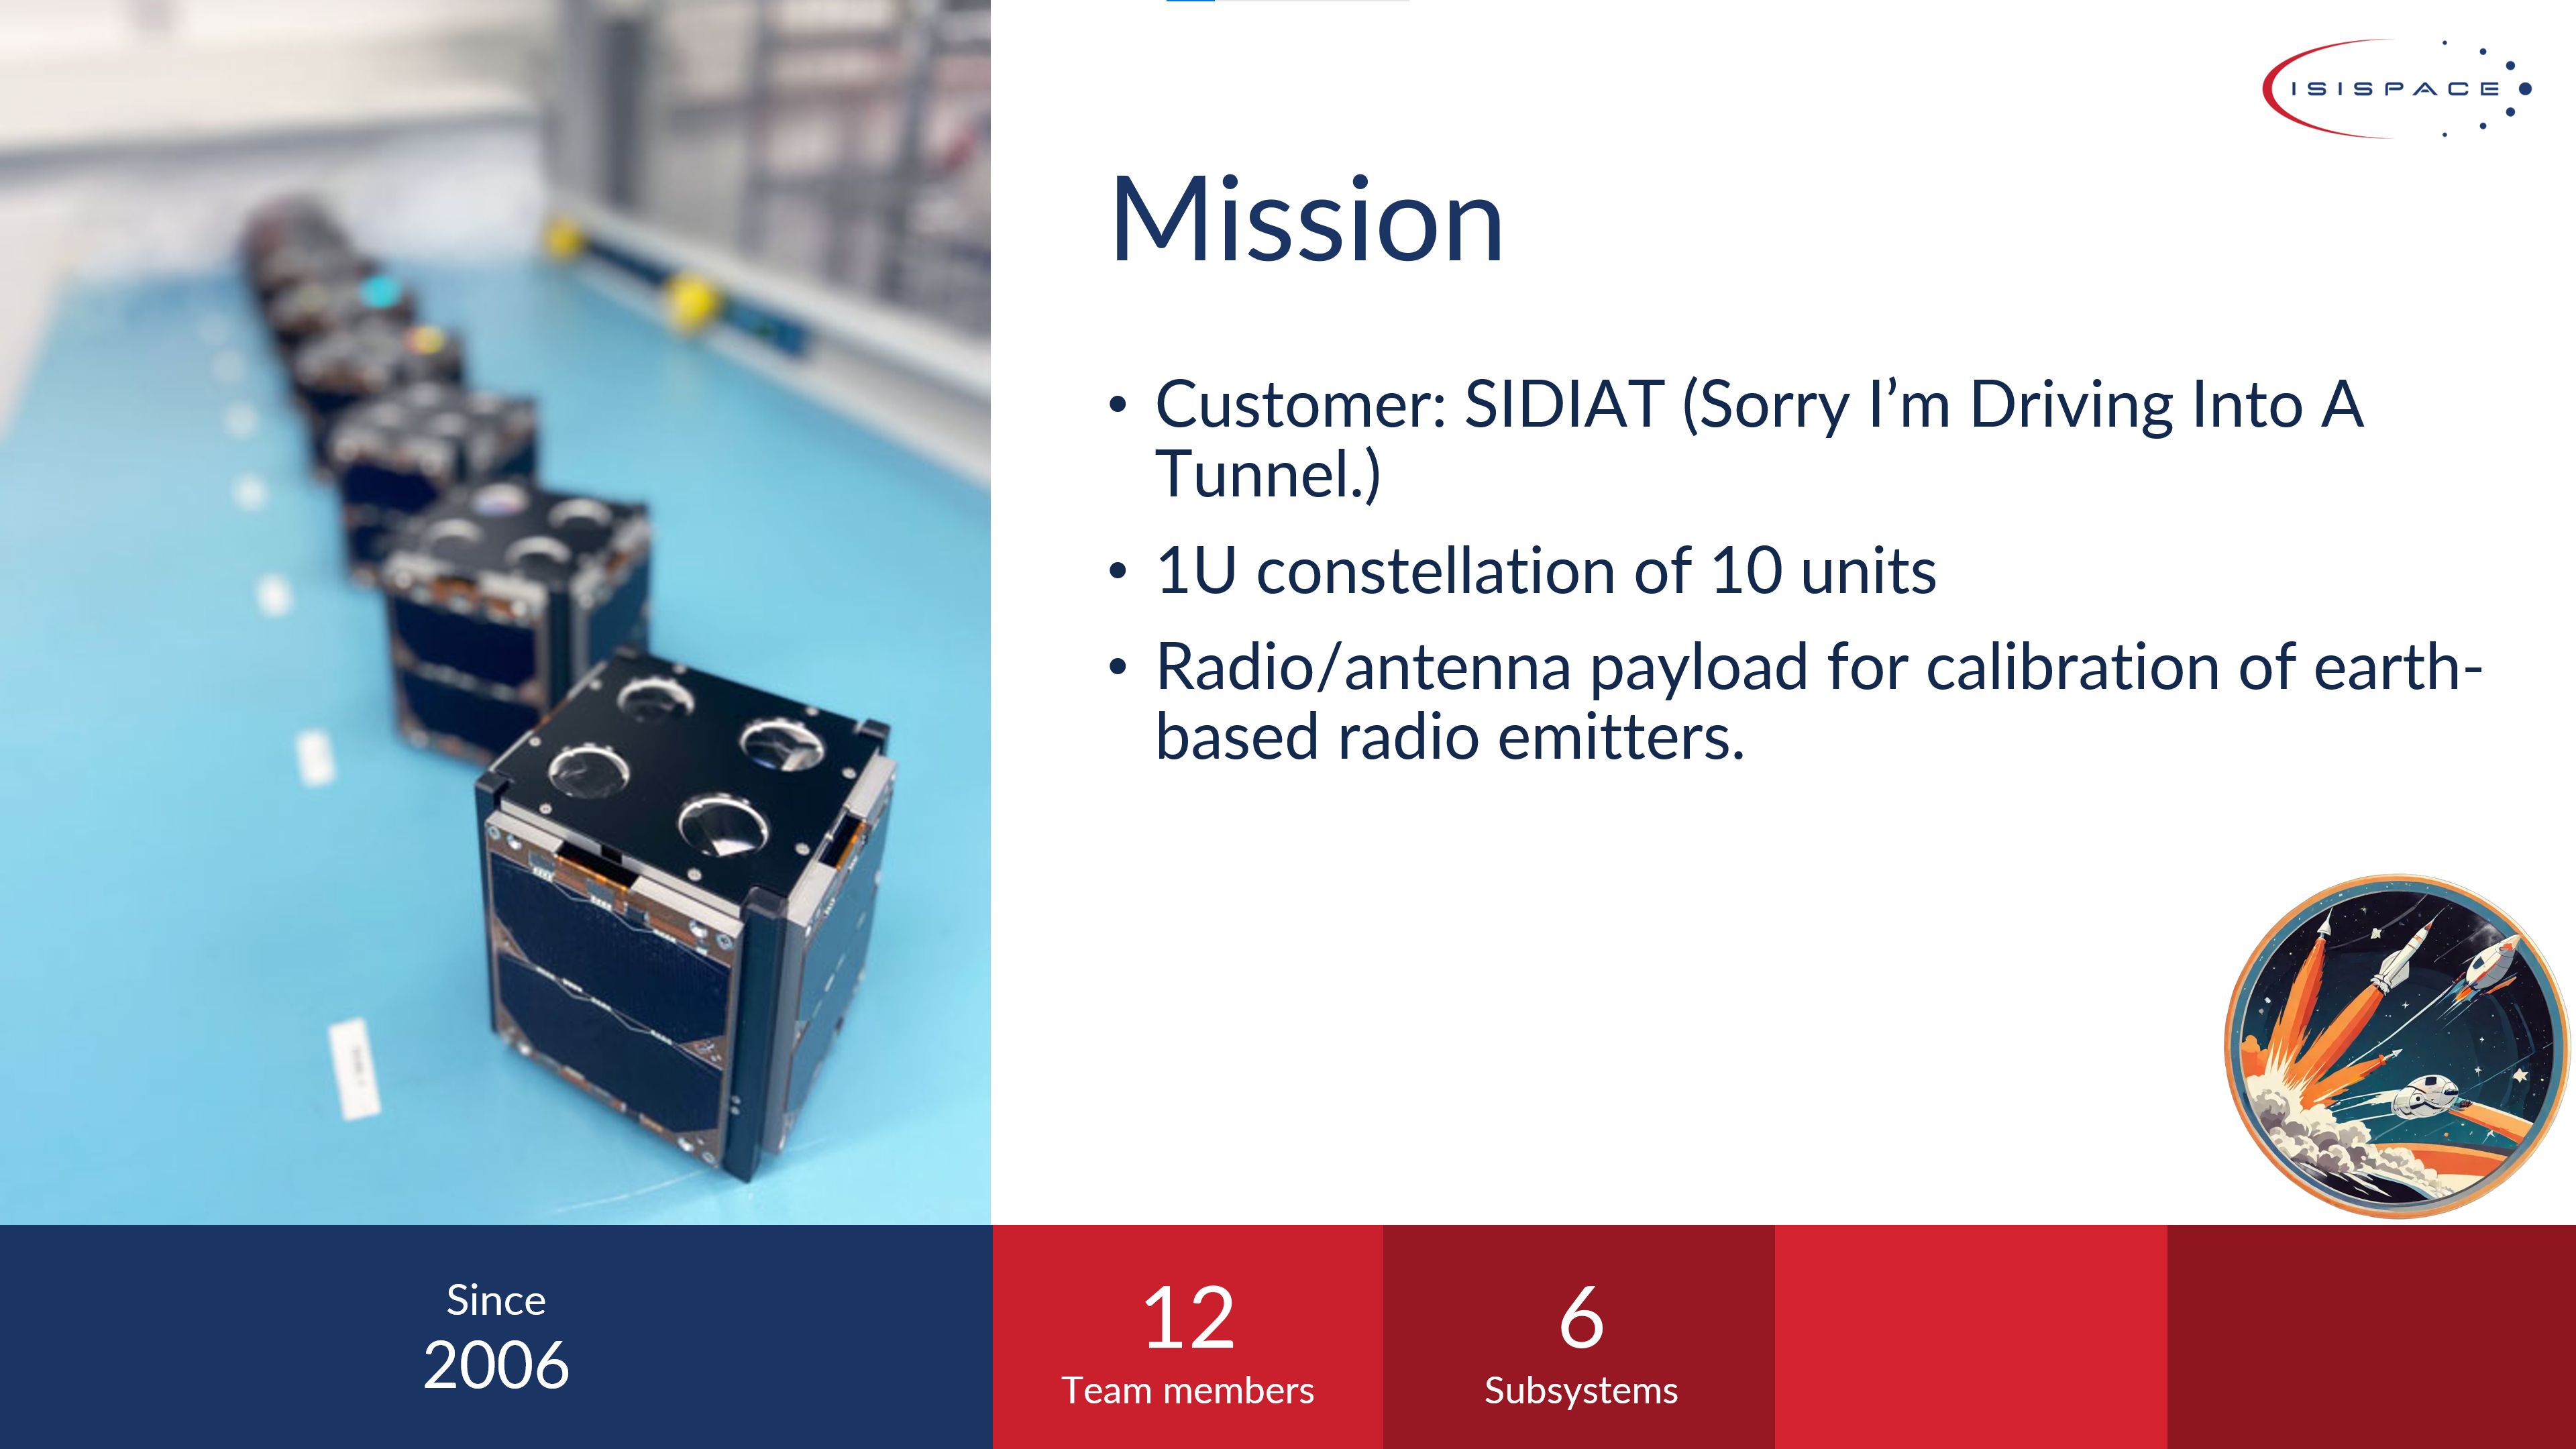 ISISPACE
Mission
• Customer: SIDIAT (Sorry I’m Driving Into A
Tunnel.)
• 1U constellation of 10 units
• Radio/antenna payload for calibration of earth-
based radio emitters.
Since
2006
12
Team members
6
Subsystems